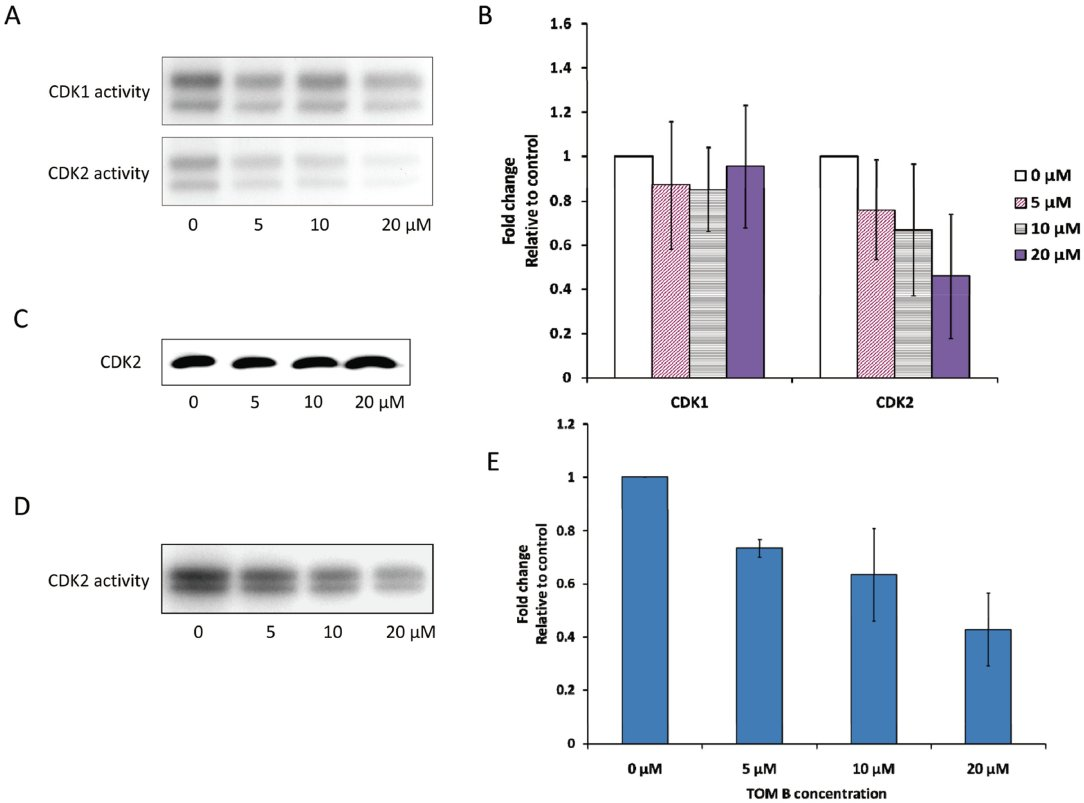 A
CDK1 activity
CDK2 activity
0 5 10 20 µM
B
Fold change
Relative to control
1.6
1.4
1.2
1
0.8
0.6
0.4
0.2
0
CDK1 CDK2
0 µM
5 µM
10 µM
20 µM
C
CDK2
0 5 10 20 µM
D
CDK2 activity
0 5 10 20 µM
E
Fold change
Relative to control
1.2
1
0.8
0.6
0.4
0.2
0
0 µM 5 µM 10 µM 20 µM
TOM B concentration